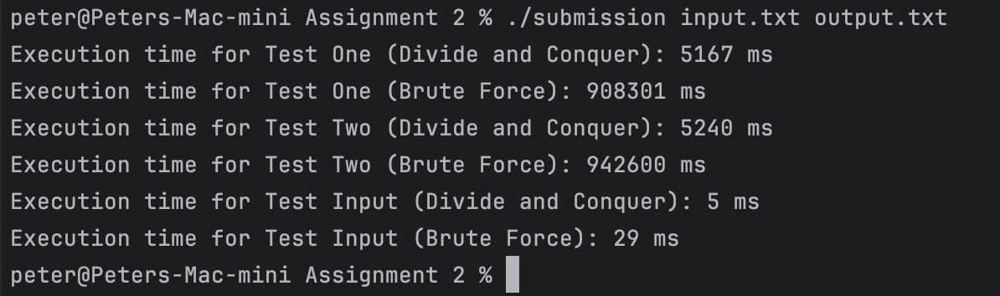 peter@Peters-Mac-mini Assignment 2 % ./submission input.txt output.txt
Execution time for Test One (Divide and Conquer): 5167 ms
Execution time for Test One (Brute Force): 908301 ms
Execution time for Test Two (Divide and Conquer): 5240 ms
Execution time for Test Two (Brute Force): 942600 ms
Execution time for Test Input (Divide and Conquer): 5 ms
Execution time for Test Input (Brute Force): 29 ms
peter@Peters-Mac-mini Assignment 2 %